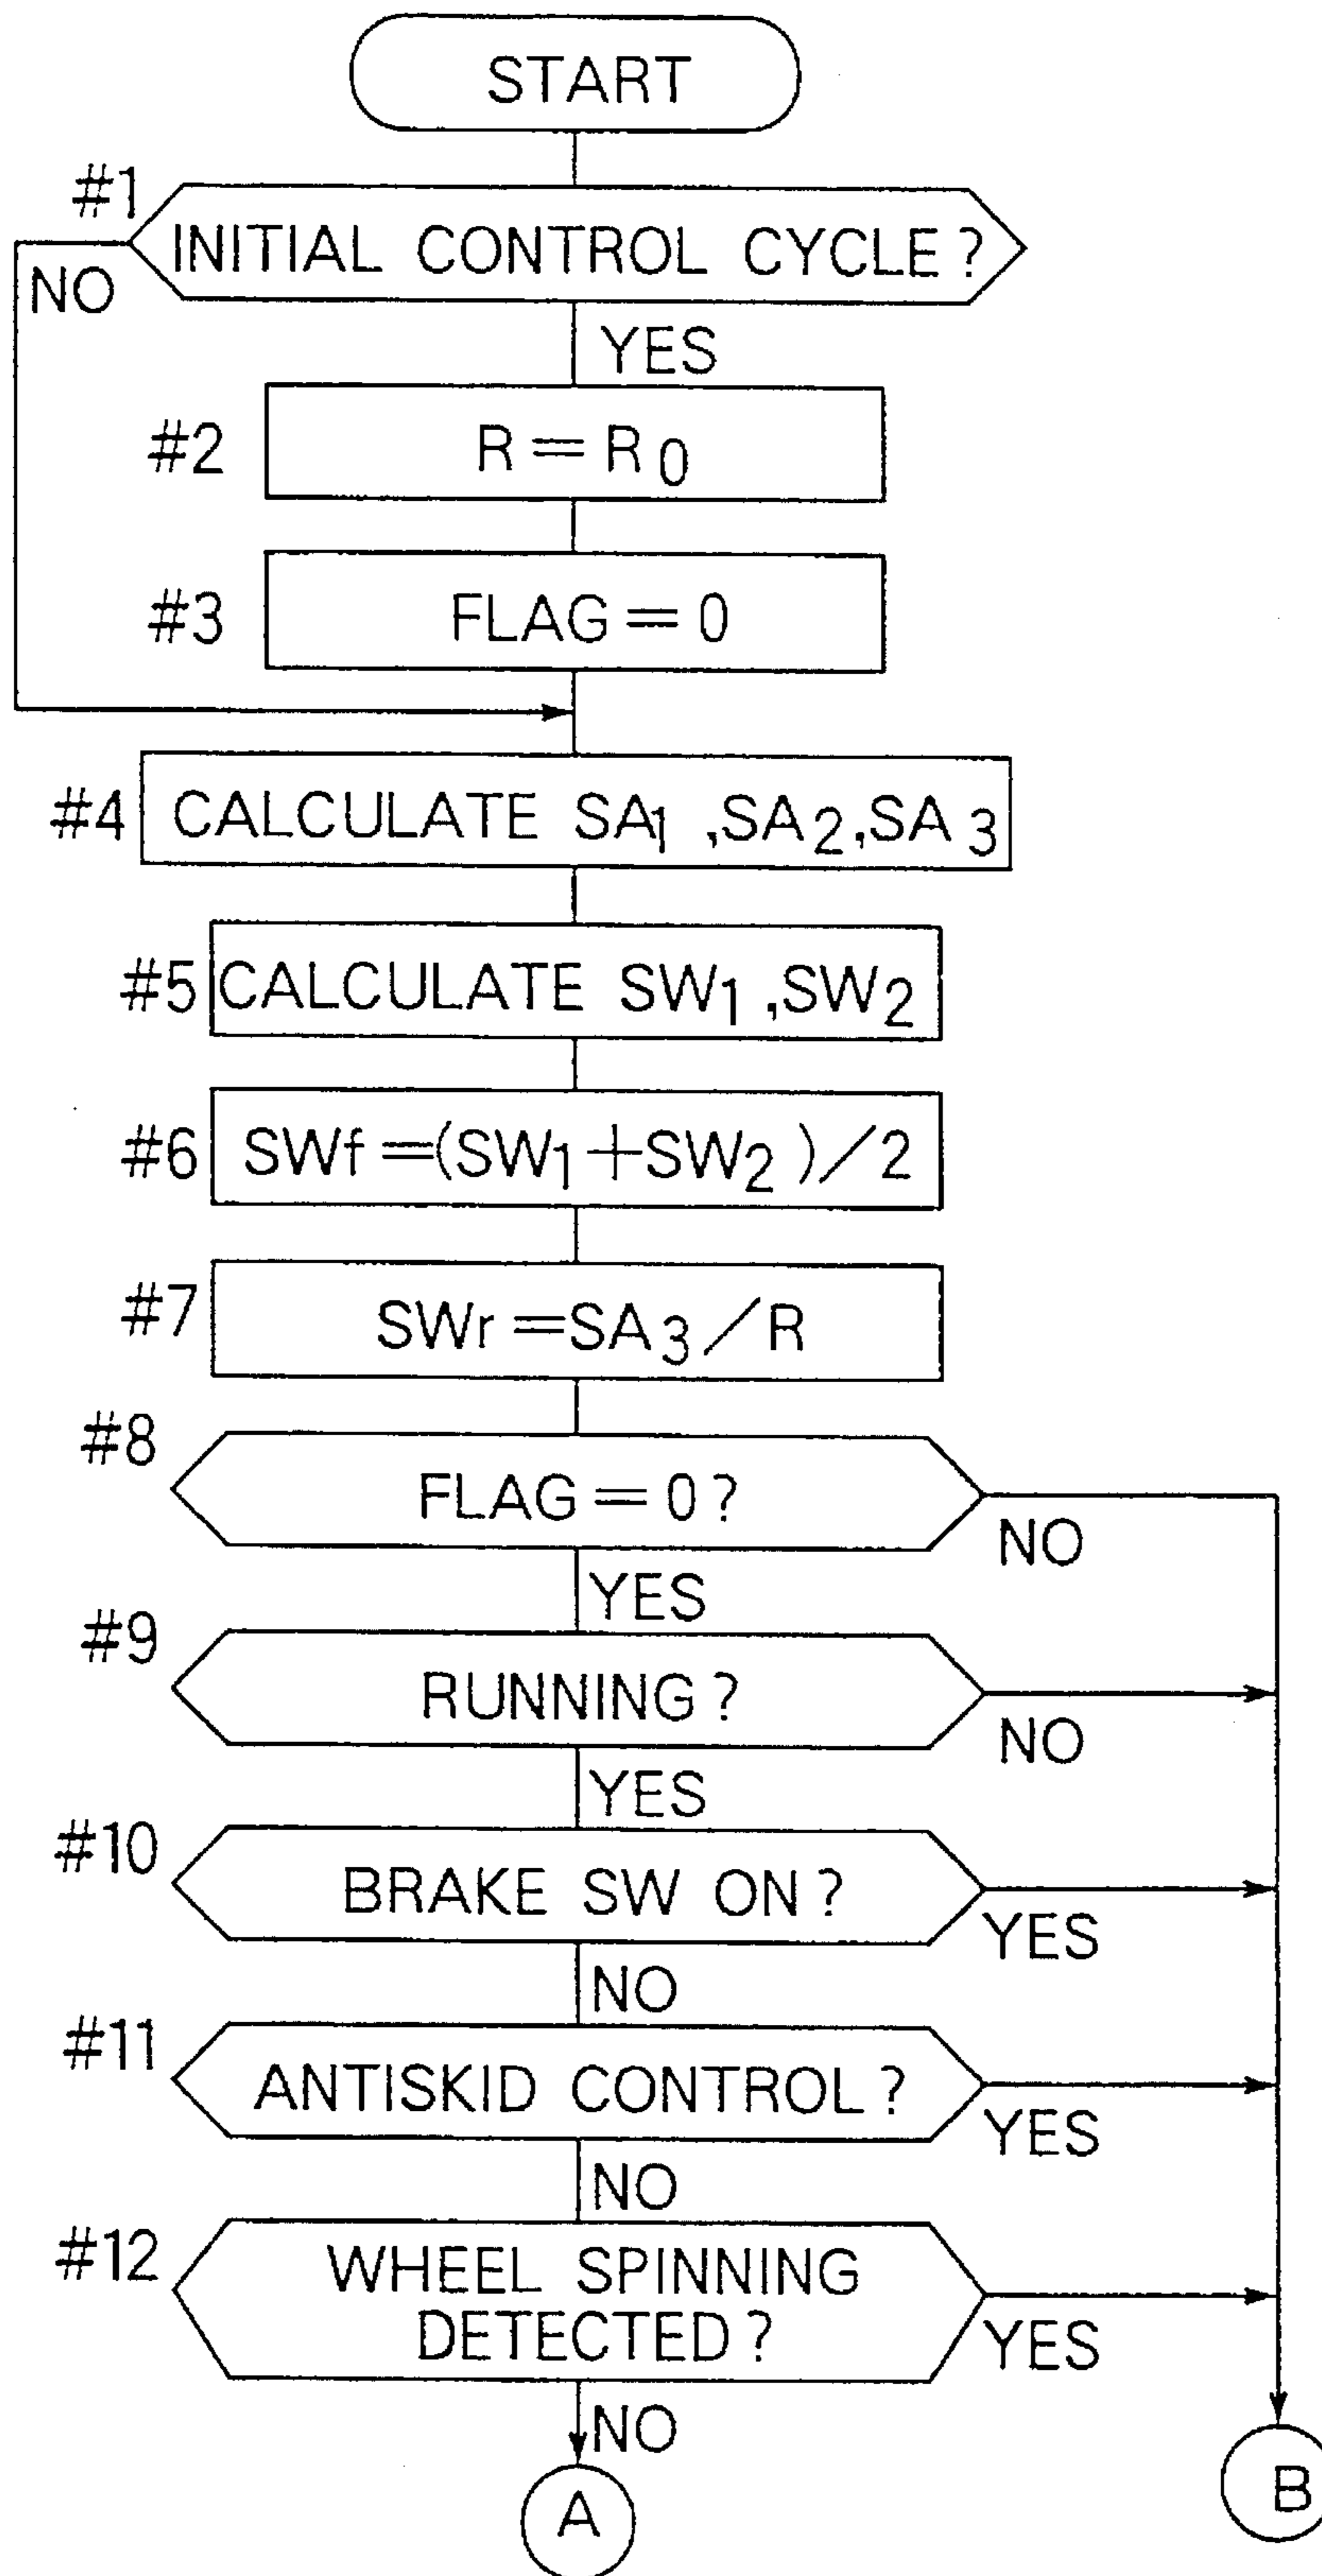 START
#1
INITIAL CONTROL CYCLE?
NO
YES
#2
R=R0
#3
FLAG=0
#4
CALCULATE SA1,SA2,SA3
#5
CALCULATE SW1,SW2
#6
SWf=(SW1+SW2)/2
#7
SWr=SA3/R
#8
FLAG=0?
NO
YES
#9
RUNNING?
NO
YES
#10
BRAKE SW ON?
YES
NO
#11
ANTISKID CONTROL?
YES
NO
#12
WHEEL SPINNING
DETECTED?
YES
NO
A
B